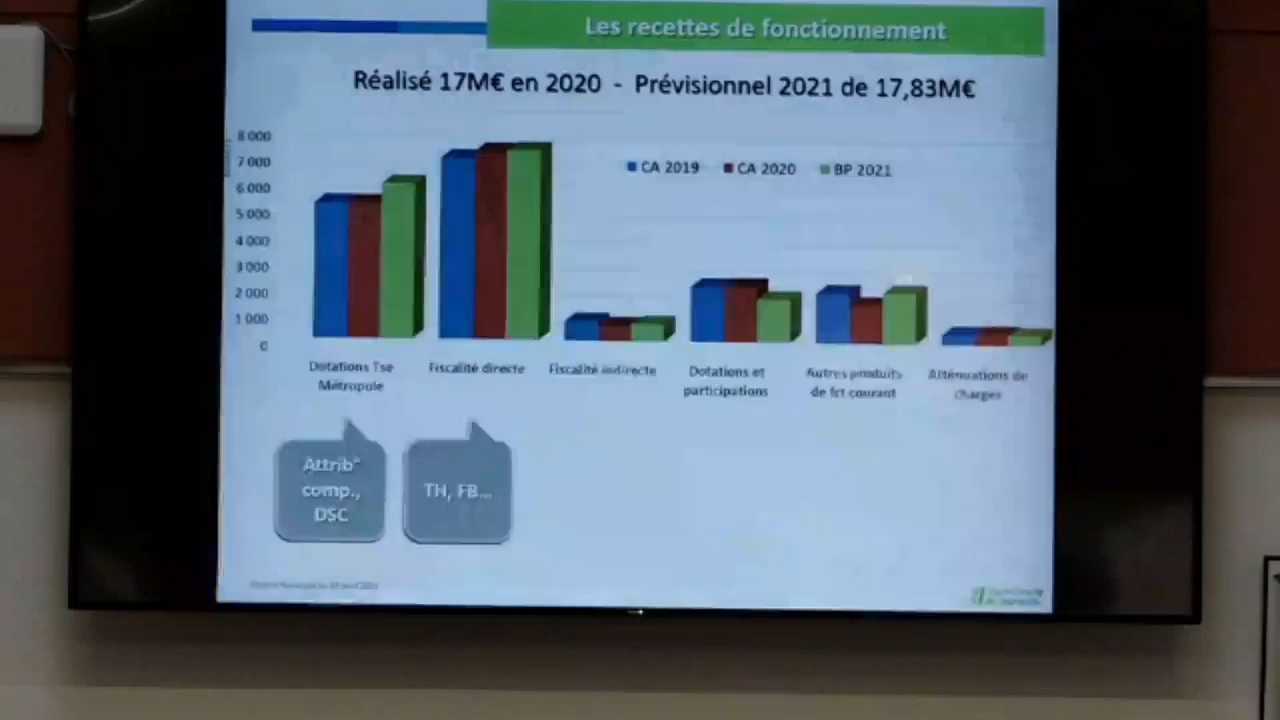 Les recettes de fonctionnement
Réalisé 17M€ en 2020 - Prévisionnel 2021 de 17,83M€
8 000
7 000
6 000
5 000
4 000
3 000
2 000
1 000
0
CA 2019 CA 2020 BP 2021
Dotations Tse
Métropole
Fiscalité directe
Fiscalité indirecte
Dotations et
participations
Autres produits
de fct courant
Atténuations de
charges
Attrib°
comp.,
DSC
TH, FB...